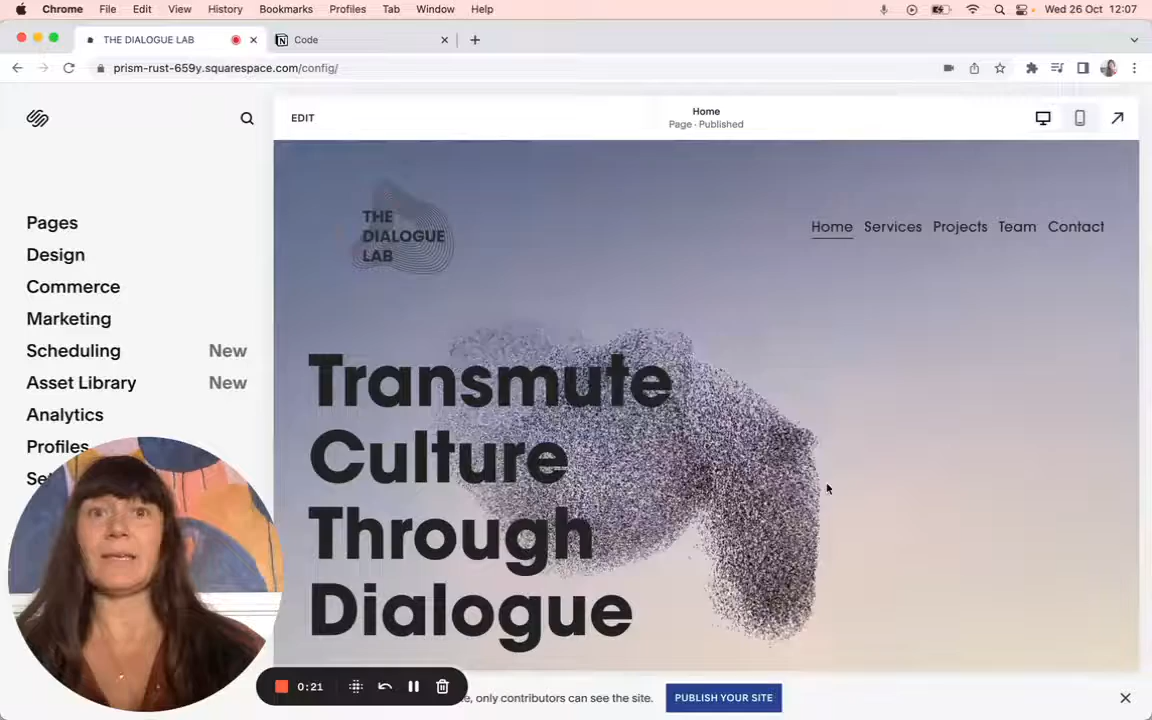 Chrome File Edit View History Bookmarks Profiles Tab Window Help Wed 26 Oct 12:07
THE DIALOGUE LAB Code
prism-rust-659y.squarespace.com/config/
EDIT
Home
Page · Published
Pages
Design
Commerce
Marketing
Scheduling New
Asset Library New
Analytics
Profiles
Se
THE
DIALOGUE
LAB
Home Services Projects Team Contact
Transmute
Culture
Through
Dialogue
0:21
only contributors can see the site.
PUBLISH YOUR SITE